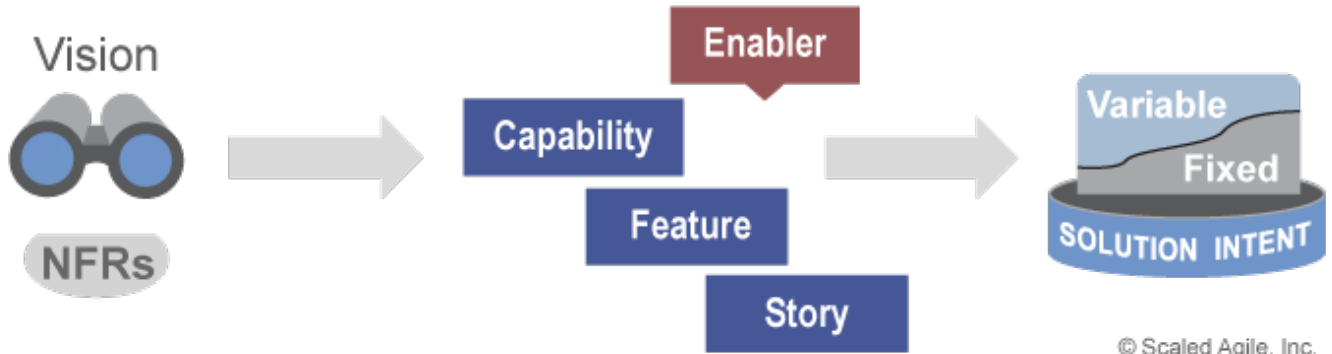 Vision
NFRs
Enabler
Capability
Feature
Story
Variable
Fixed
SOLUTION INTENT
© Scaled Agile, Inc.